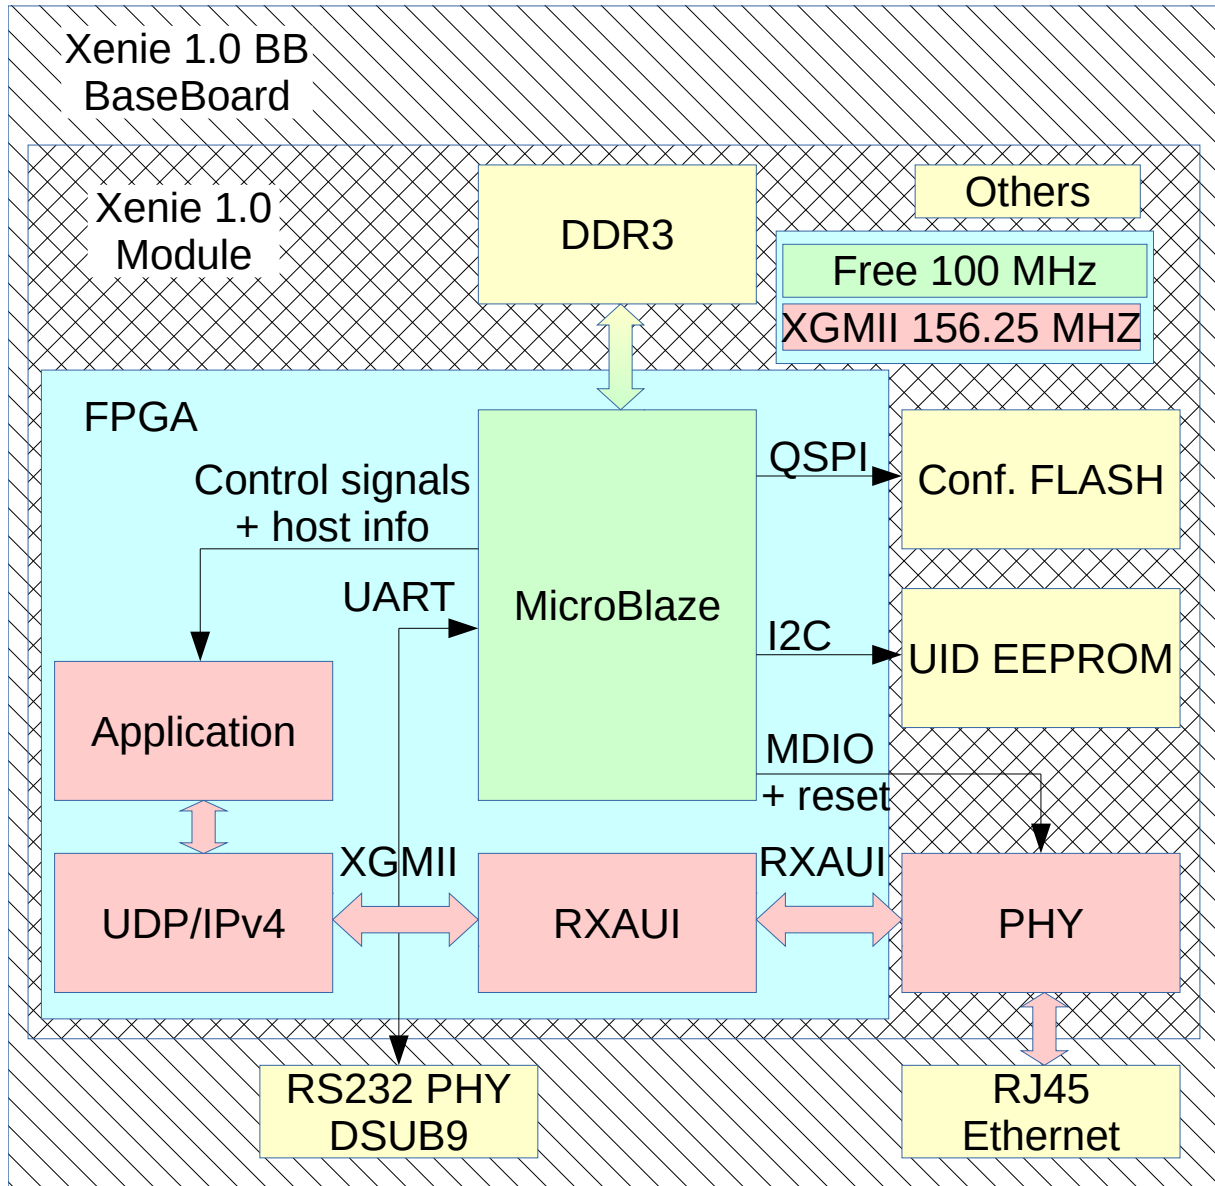 Xenie 1.0 BB
BaseBoard
Xenie 1.0
Module
DDR3
Others
Free 100 MHz
XGMII 156.25 MHZ
FPGA
Control signals
+ host info
QSPI
Conf. FLASH
UART
MicroBlaze
I2C
UID EEPROM
Application
MDIO
+ reset
XGMII
RXAUI
UDP/IPv4
RXAUI
PHY
RS232 PHY
DSUB9
RJ45
Ethernet